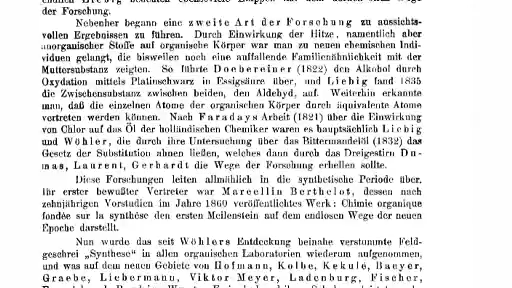 der Forschung.
Nebenher begann eine zweite Art der Forschung zu aussichts-
vollen Ergebnissen zu führen. Durch Einwirkung der Hitze, namentlich aber
anorganischer Stoffe auf organische Körper war man zu neuen chemischen Indi-
viduen gelangt, die bisweilen noch eine auffallende Familienähnlichkeit mit der
Muttersubstanz zeigten. So führte Doebereiner (1822) den Alkohol durch
Oxydation mittels Platinschwarz in Essigsäure über, und Liebig fand 1835
die Zwischensubstanz zwischen beiden, den Aldehyd, auf. Weiterhin erkannte
man, daß die einzelnen Atome der organischen Körper durch äquivalente Atome
vertreten werden können. Nach Faradays Arbeit (1821) über die Einwirkung
von Chlor auf das Öl der holländischen Chemiker waren es hauptsächlich Liebig
und Wöhler, die durch ihre Untersuchung über das Bittermandelöl (1832) das
Gesetz der Substitution ahnen ließen, welches dann durch das Dreigestirn Du-
mas, Laurent, Gerhardt die Wege der Forschung erhellen sollte.
Diese Forschungen leiten allmählich in die synthetische Periode über.
Ihr erster bewußter Vertreter war Marcellin Berthelot, dessen nach
zehnjährigen Vorstudien im Jahre 1860 veröffentlichtes Werk: Chimie organique
fondée sur la synthèse den ersten Meilenstein auf dem endlosen Wege der neuen
Epoche darstellt.
Nun wurde das seit Wöhlers Entdeckung beinahe verstummte Feld-
geschrei „Synthese“ in allen organischen Laboratorien wiederum aufgenommen,
und was auf dem neuen Gebiete von Hofmann, Kolbe, Kekulé, Baeyer,
Graebe, Liebermann, Viktor Meyer, Ladenburg, Fischer,